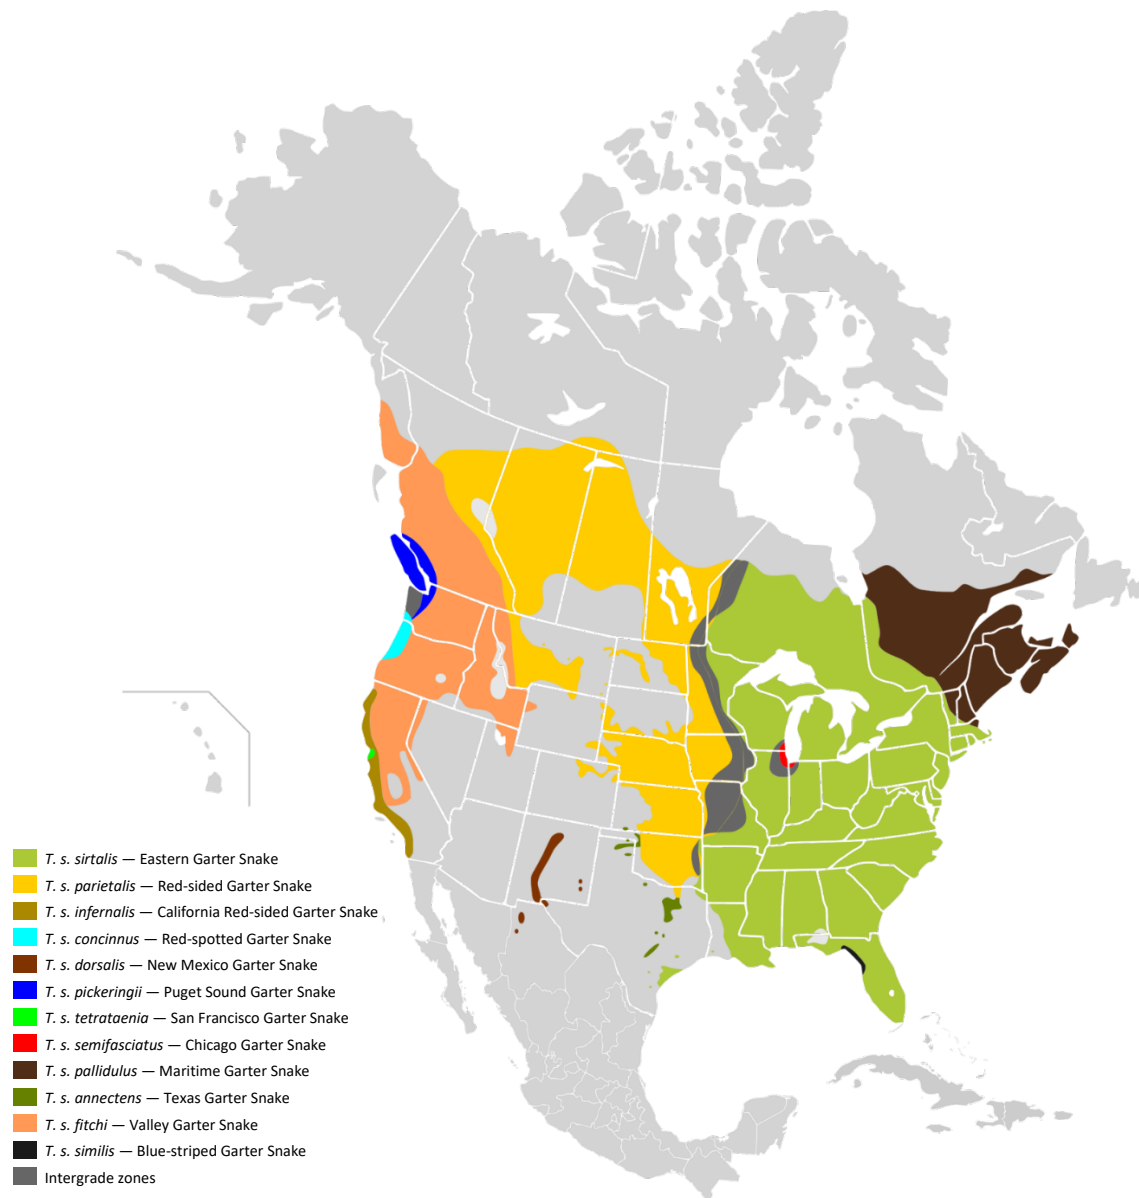 T. s. sirtalis — Eastern Garter Snake
T. s. parietalis — Red-sided Garter Snake
T. s. infernalis — California Red-sided Garter Snake
T. s. concinnus — Red-spotted Garter Snake
T. s. dorsalis — New Mexico Garter Snake
T. s. pickeringii — Puget Sound Garter Snake
T. s. tetrataenia — San Francisco Garter Snake
T. s. semifasciatus — Chicago Garter Snake
T. s. pallidulus — Maritime Garter Snake
T. s. annectens — Texas Garter Snake
T. s. fitchi — Valley Garter Snake
T. s. similis — Blue-striped Garter Snake
Intergrade zones